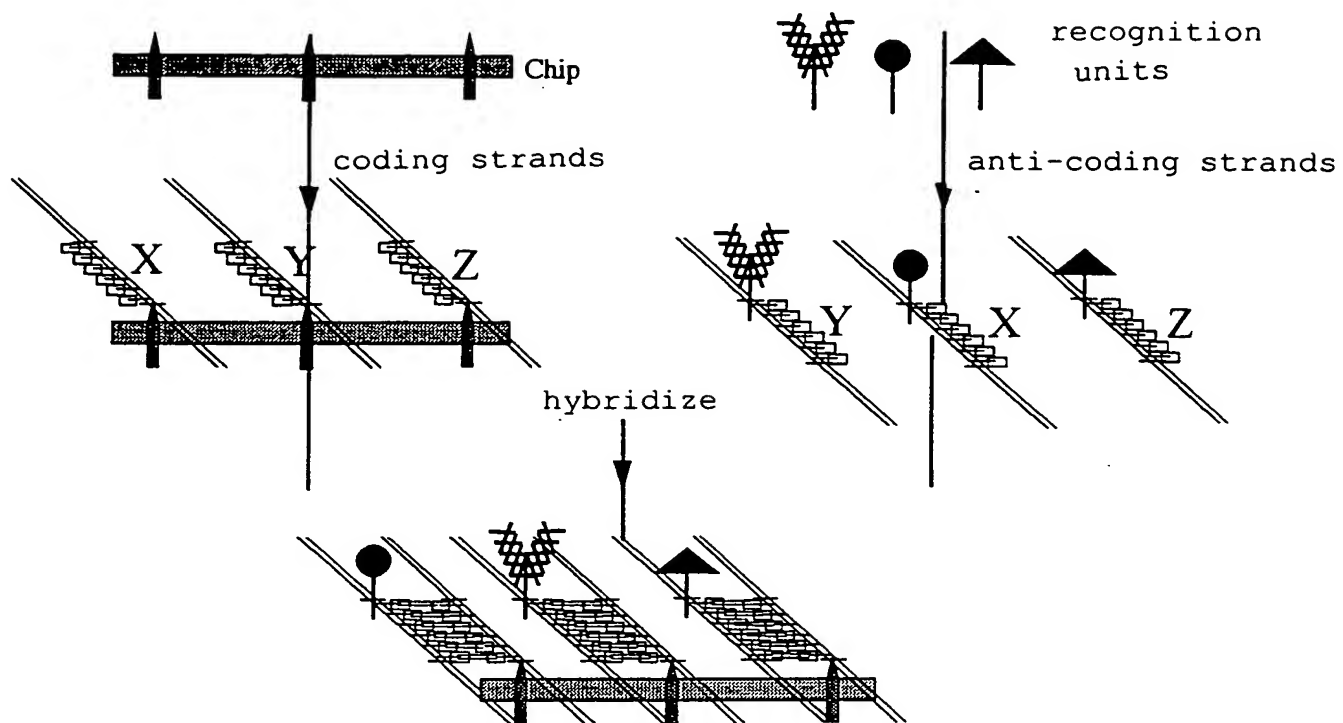 Chip
recognition
units
coding strands
anti-coding strands
X
Y
Z
Y
X
Z
hybridize